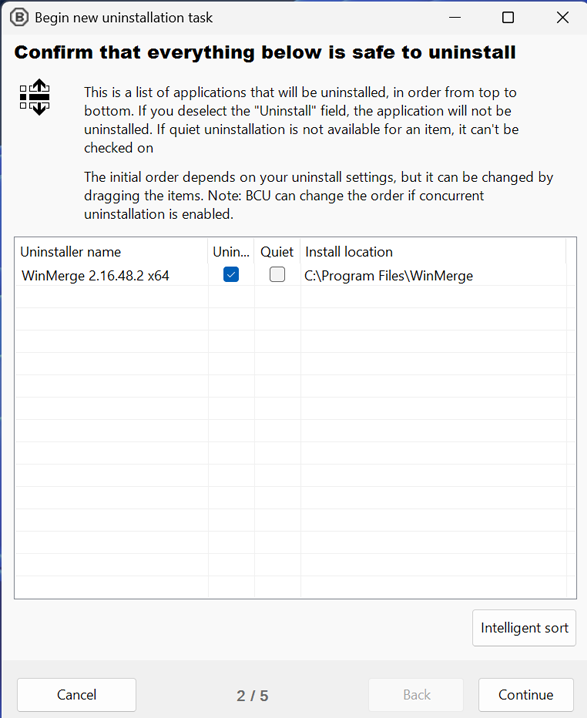 Begin new uninstallation task
Confirm that everything below is safe to uninstall
This is a list of applications that will be uninstalled, in order from top to
bottom. If you deselect the "Uninstall" field, the application will not be
uninstalled. If quiet uninstallation is not available for an item, it can't be
checked on
The initial order depends on your uninstall settings, but it can be changed by
dragging the items. Note: BCU can change the order if concurrent
uninstallation is enabled.
Uninstaller name Unin... Quiet Install location
WinMerge 2.16.48.2 x64 C:\Program Files\WinMerge
Intelligent sort
Cancel 2 / 5 Back Continue